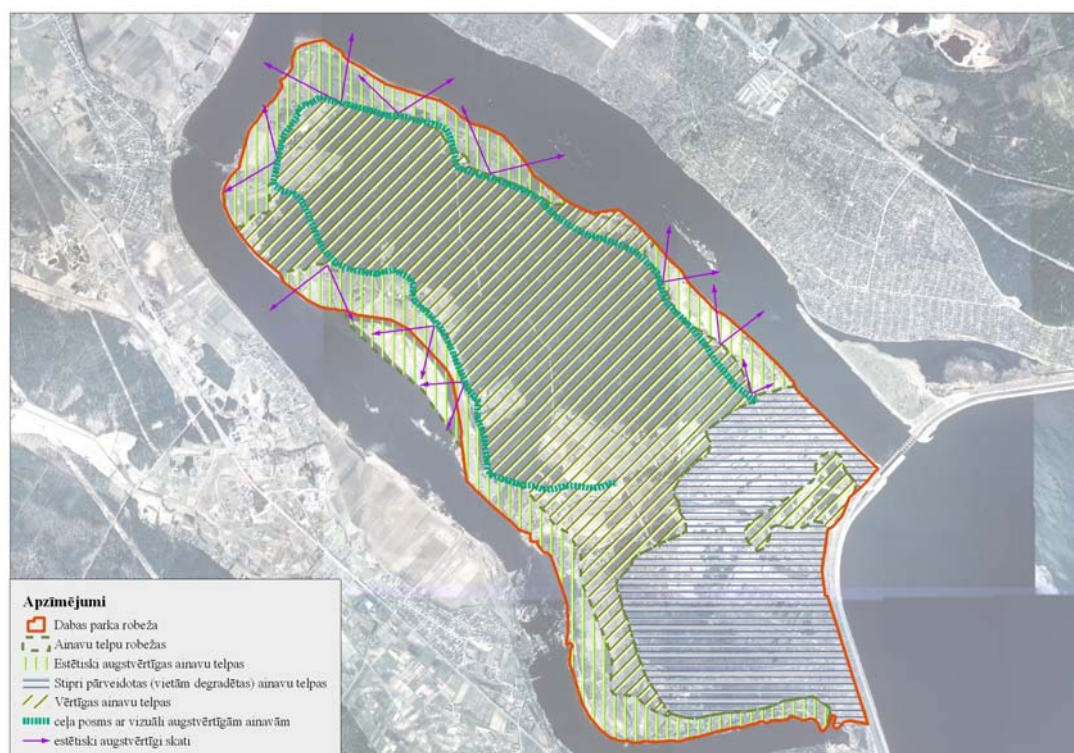 Apzīmējumi
Dabas parka robeža
Ainavu telpu robežas
Estētiski augstvērtīgas ainavu telpas
Stipri pārveidotas (vietām degradētas) ainavu telpas
Vērtīgas ainavu telpas
ceļa posms ar vizuāli augstvērtīgām ainavām
estētiski augstvērtīgi skati